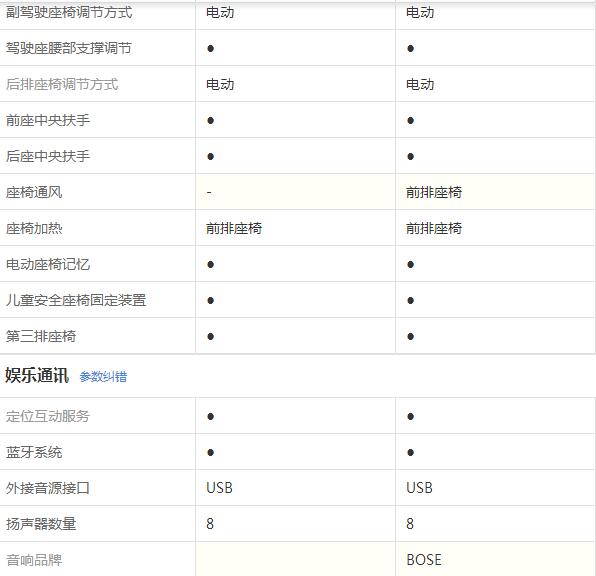 副驾驶座椅调节方式 电动 电动
驾驶座腰部支撑调节 ● ●
后排座椅调节方式 电动 电动
前座中央扶手 ● ●
后座中央扶手 ● ●
座椅通风 - 前排座椅
座椅加热 前排座椅 前排座椅
电动座椅记忆 ● ●
儿童安全座椅固定装置 ● ●
第三排座椅 ● ●
娱乐通讯 参数纠错
定位互动服务 ● ●
蓝牙系统 ● ●
外接音源接口 USB USB
扬声器数量 8 8
音响品牌 BOSE